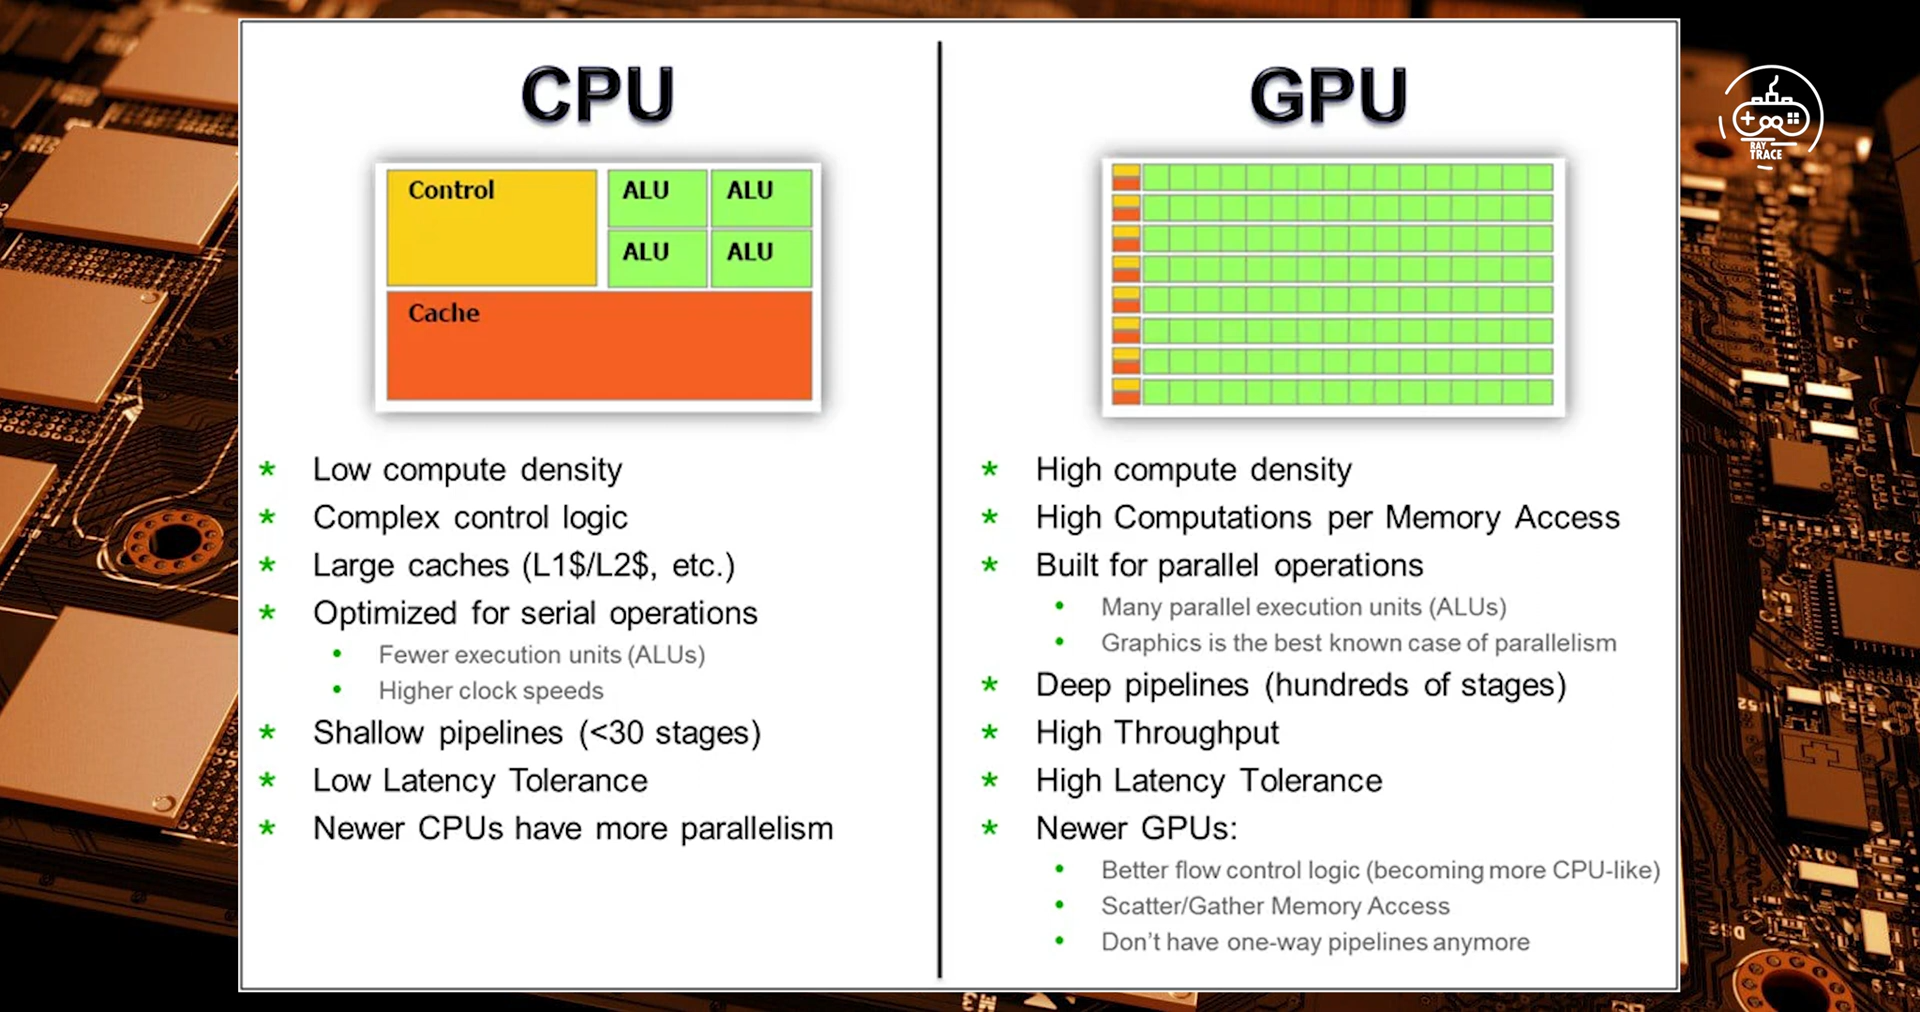 CPU
Control
ALU
ALU
ALU
ALU
Cache
* Low compute density
* Complex control logic
* Large caches (L1$/L2$, etc.)
* Optimized for serial operations
• Fewer execution units (ALUs)
• Higher clock speeds
* Shallow pipelines (<30 stages)
* Low Latency Tolerance
* Newer CPUs have more parallelism
GPU
* High compute density
* High Computations per Memory Access
* Built for parallel operations
• Many parallel execution units (ALUs)
• Graphics is the best known case of parallelism
* Deep pipelines (hundreds of stages)
* High Throughput
* High Latency Tolerance
* Newer GPUs:
• Better flow control logic (becoming more CPU-like)
• Scatter/Gather Memory Access
• Don't have one-way pipelines anymore
RAY
TRACE